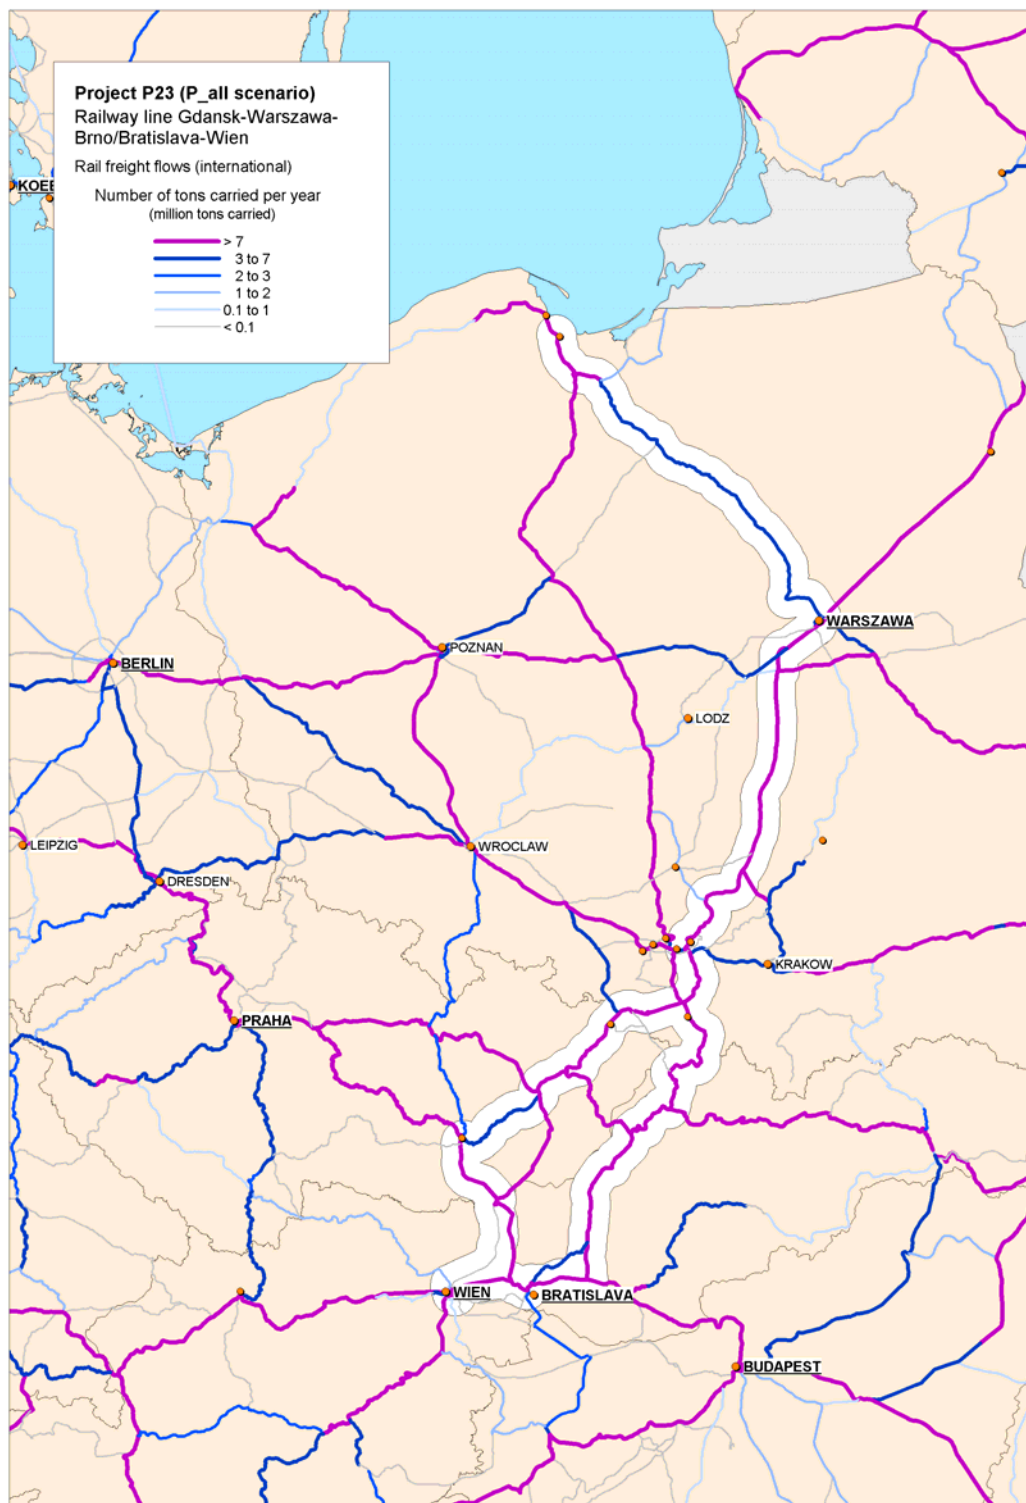 Project P23 (P_all scenario)
Railway line Gdansk-Warszawa-
Brno/Bratislava-Wien
Rail freight flows (international)
Number of tons carried per year
(million tons carried)
> 7
3 to 7
2 to 3
1 to 2
0.1 to 1
< 0.1
WARSZAWA
POZNAN
BERLIN
LODZ
LEIPZIG
WROCLAW
DRESDEN
KRAKOW
PRAHA
WIEN
BRATISLAVA
BUDAPEST